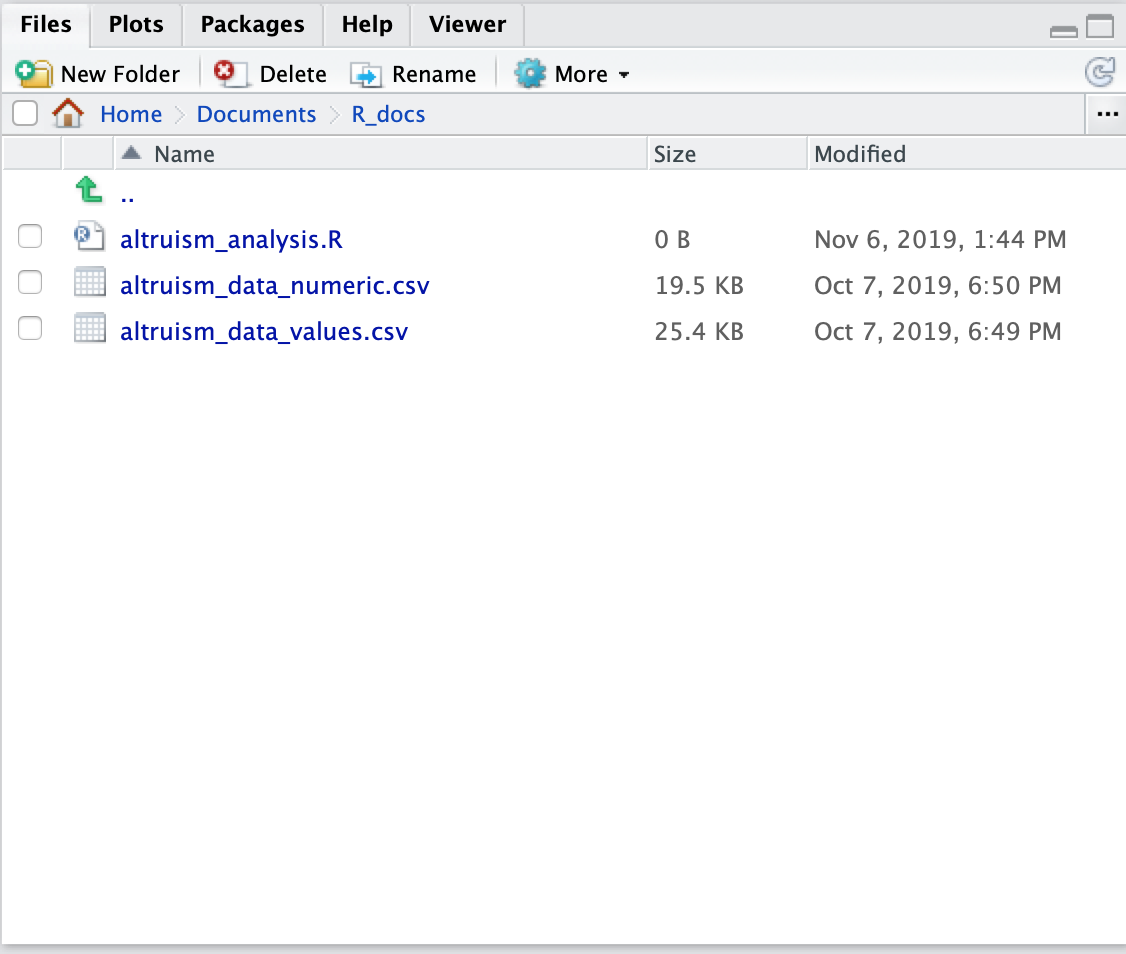 Files Plots Packages Help Viewer
New Folder Delete Rename More
Home Documents R_docs ...
Name Size Modified
..
R altruism_analysis.R 0 B Nov 6, 2019, 1:44 PM
altruism_data_numeric.csv 19.5 KB Oct 7, 2019, 6:50 PM
altruism_data_values.csv 25.4 KB Oct 7, 2019, 6:49 PM